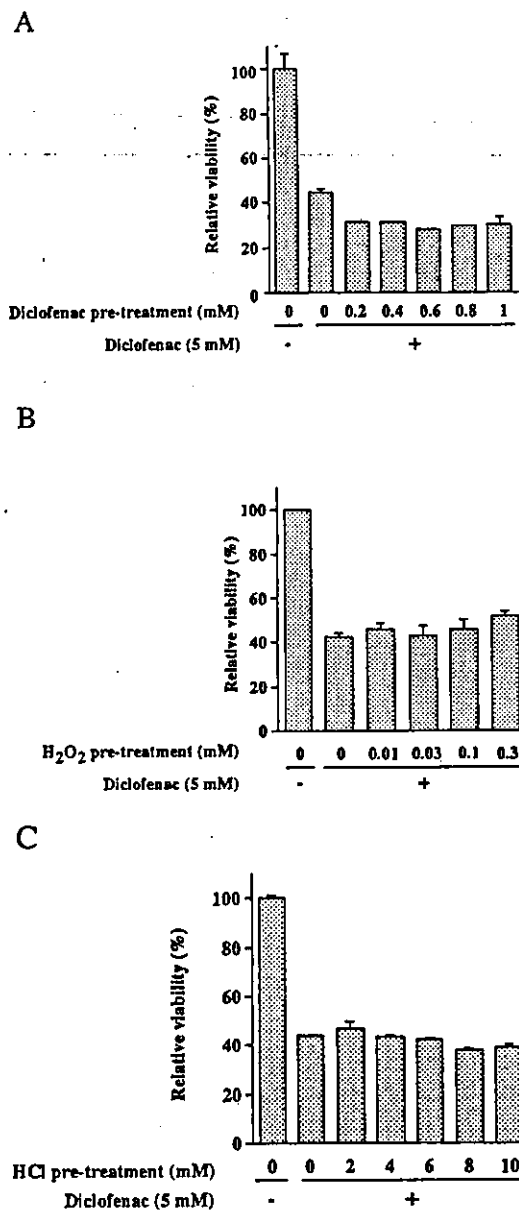 A
Relative viability (%)
100
80
60
40
20
0
Diclofenac pre-treatment (mM) 0 0 0.2 0.4 0.6 0.8 1
Diclofenac (5 mM) - +
B
Relative viability (%)
100
80
60
40
20
0
H2O2 pre-treatment (mM) 0 0 0.01 0.03 0.1 0.3
Diclofenac (5 mM) - +
C
Relative viability (%)
100
80
60
40
20
0
HCl pre-treatment (mM) 0 0 2 4 6 8 10
Diclofenac (5 mM) - +